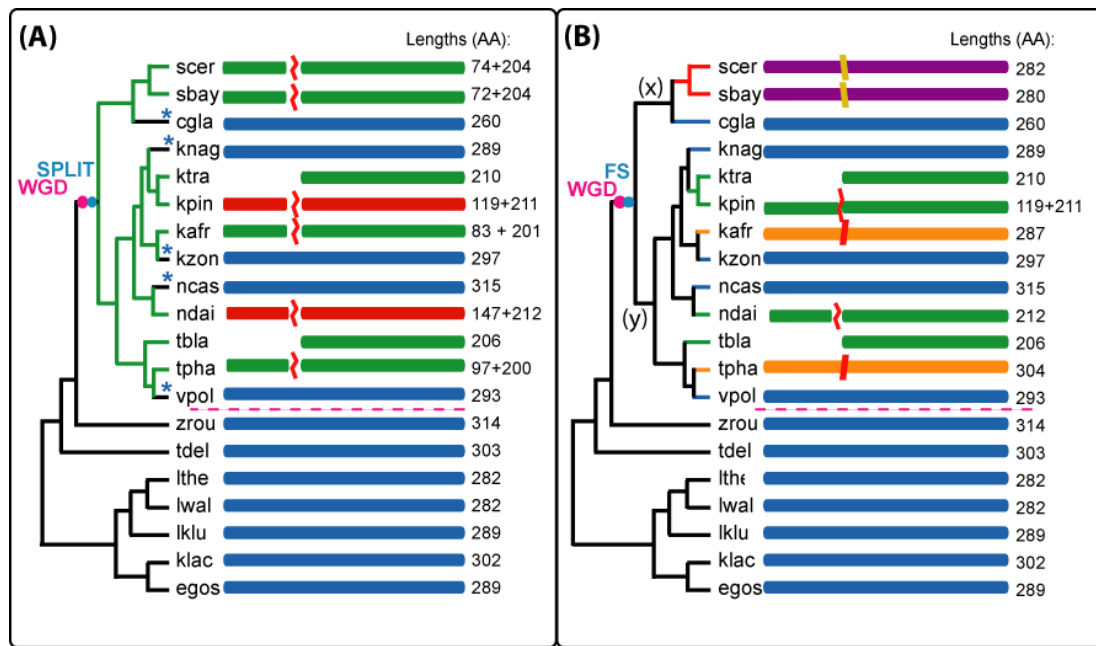 (A)
Lengths (AA):
scer 74+204
sbay 72+204
* cgla 260
* knag 289
SPLIT
WGD
ktra 210
kpin 119+211
kafr 83 + 201
* kzon 297
* ncas 315
ndai 147+212
tbla 206
tpha 97+200
* vpol 293
zrou 314
tdel 303
lthe 282
lwal 282
lklu 289
klac 302
egos 289
(B)
Lengths (AA):
scer 282
(x)
sbay 280
cgla 260
knag 289
FS
WGD
ktra 210
kpin 119+211
kafr 287
kzon 297
ncas 315
(y)
ndai 212
tbla 206
tpha 304
vpol 293
zrou 314
tdel 303
lthe 282
lwal 282
lklu 289
klac 302
egos 289